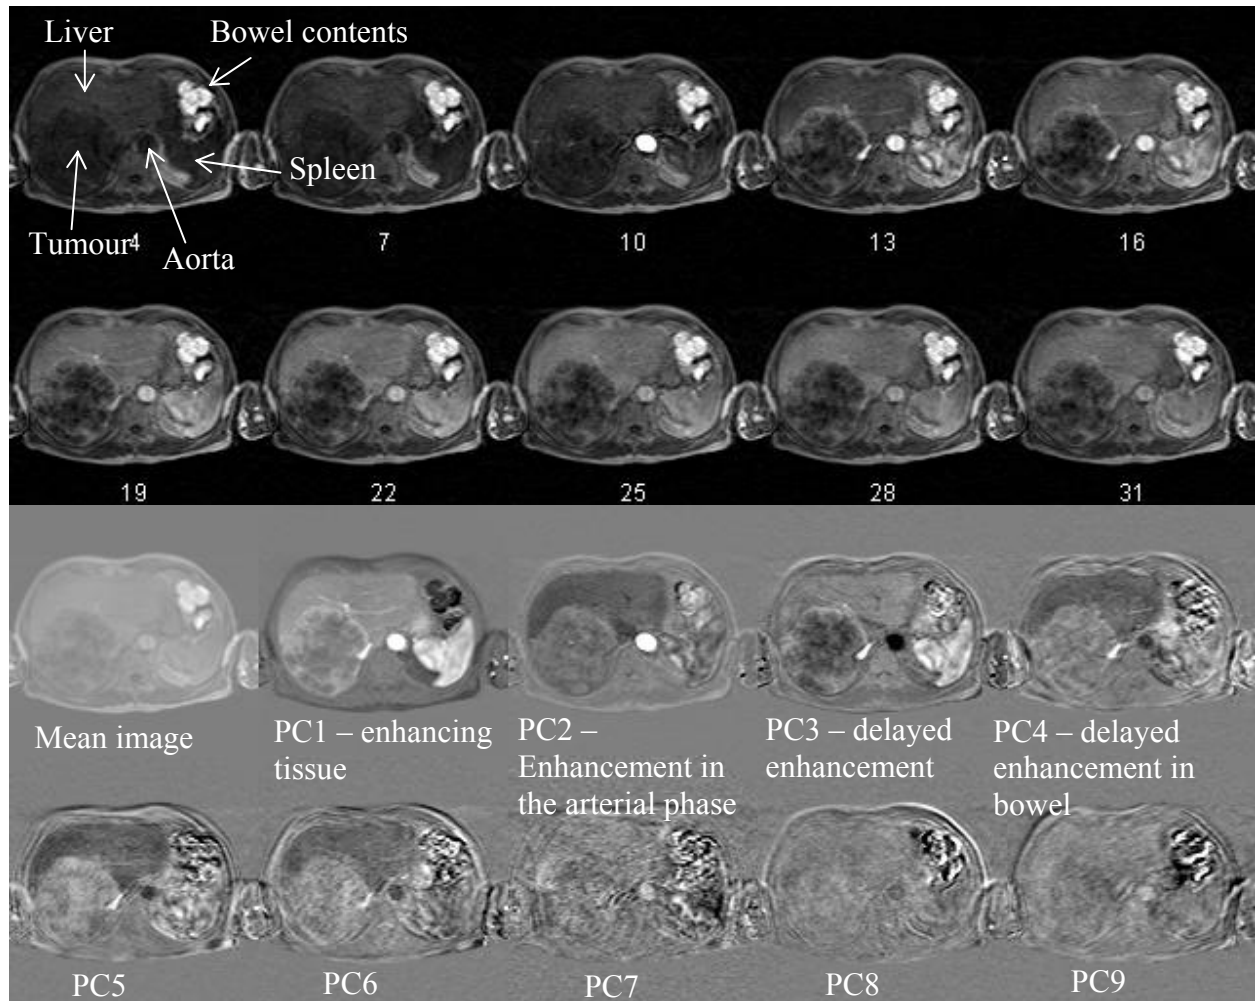 Liver
Bowel contents
Spleen
Tumour
Aorta
4
7
10
13
16
19
22
25
28
31
Mean image
PC1 – enhancing
tissue
PC2 –
Enhancement in
the arterial phase
PC3 – delayed
enhancement
PC4 – delayed
enhancement in
bowel
PC5
PC6
PC7
PC8
PC9